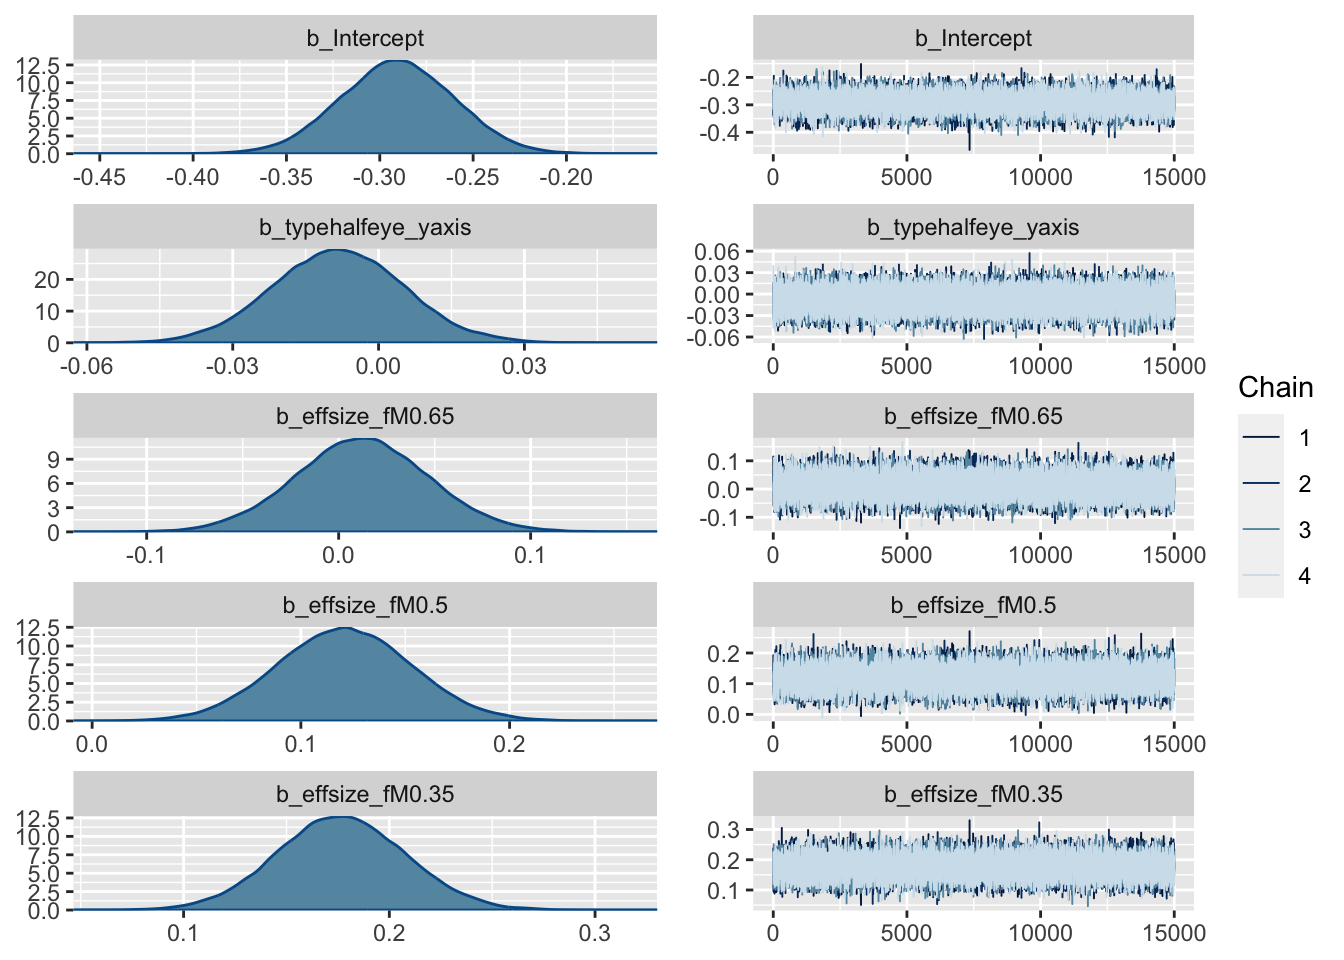 b_Intercept
12.5
10.0
7.5
5.0
2.5
0.0
-0.45 -0.40 -0.35 -0.30 -0.25 -0.20
b_Intercept
-0.2
-0.3
-0.4
0 5000 10000 15000
b_typehalfeye_yaxis
20
10
0
-0.06 -0.03 0.00 0.03
b_typehalfeye_yaxis
0.06
0.03
0.00
-0.03
-0.06
0 5000 10000 15000
b_effsize_fM0.65
9
6
3
0
-0.1 0.0 0.1
b_effsize_fM0.65
0.1
0.0
-0.1
0 5000 10000 15000
b_effsize_fM0.5
12.5
10.0
7.5
5.0
2.5
0.0
0.0 0.1 0.2
b_effsize_fM0.5
0.2
0.1
0.0
0 5000 10000 15000
b_effsize_fM0.35
12.5
10.0
7.5
5.0
2.5
0.0
0.1 0.2 0.3
b_effsize_fM0.35
0.3
0.2
0.1
0 5000 10000 15000
Chain
1
2
3
4